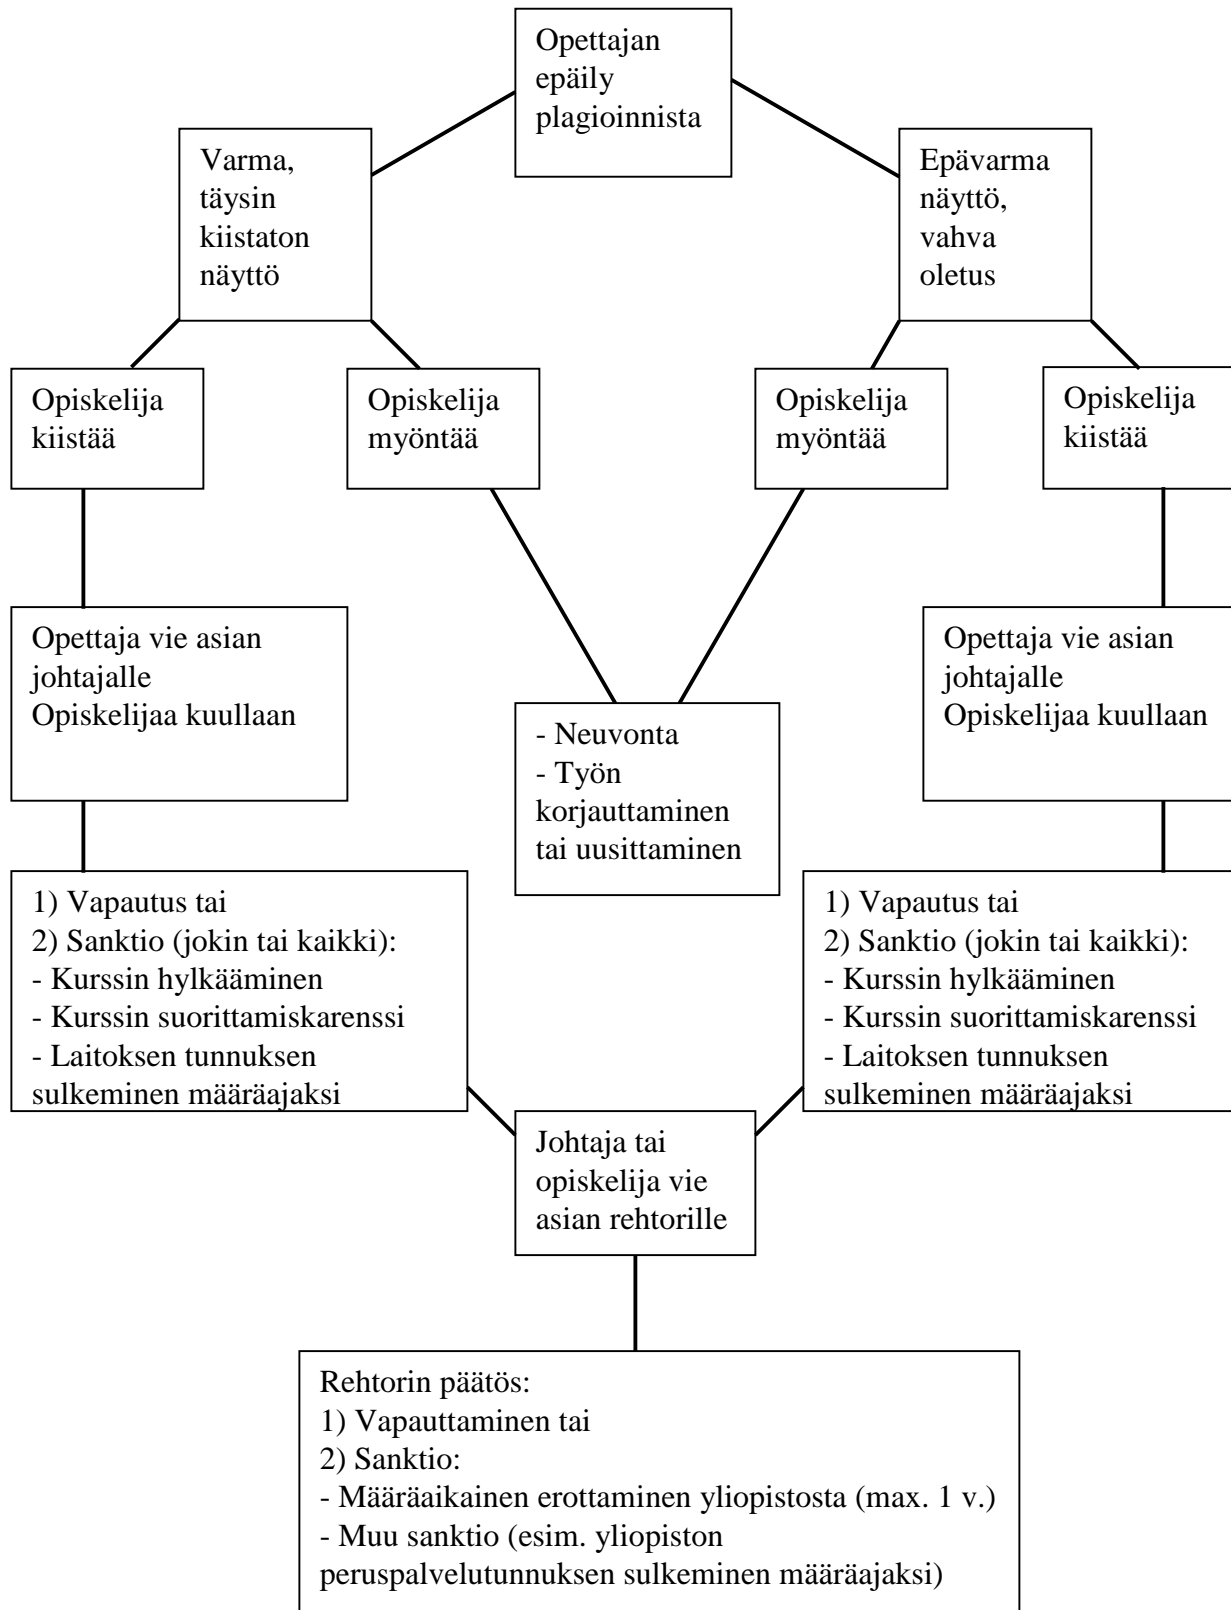 Opettajan
epäily
plagioinnista
Varma,
täysin
kiistaton
näyttö
Epävarma
näyttö,
vahva
oletus
Opiskelija
kiistää
Opiskelija
myöntää
Opiskelija
myöntää
Opiskelija
kiistää
Opettaja vie asian
johtajalle
Opiskelijaa kuullaan
Opettaja vie asian
johtajalle
Opiskelijaa kuullaan
- Neuvonta
- Työn
korjauttaminen
tai uusittaminen
1) Vapautus tai
2) Sanktio (jokin tai kaikki):
- Kurssin hylkääminen
- Kurssin suorittamiskarenssi
- Laitoksen tunnuksen
sulkeminen määräajaksi
1) Vapautus tai
2) Sanktio (jokin tai kaikki):
- Kurssin hylkääminen
- Kurssin suorittamiskarenssi
- Laitoksen tunnuksen
sulkeminen määräajaksi
Johtaja tai
opiskelija vie
asian rehtorille
Rehtorin päätös:
1) Vapauttaminen tai
2) Sanktio:
- Määräaikainen erottaminen yliopistosta (max. 1 v.)
- Muu sanktio (esim. yliopiston
peruspalvelutunnuksen sulkeminen määräajaksi)